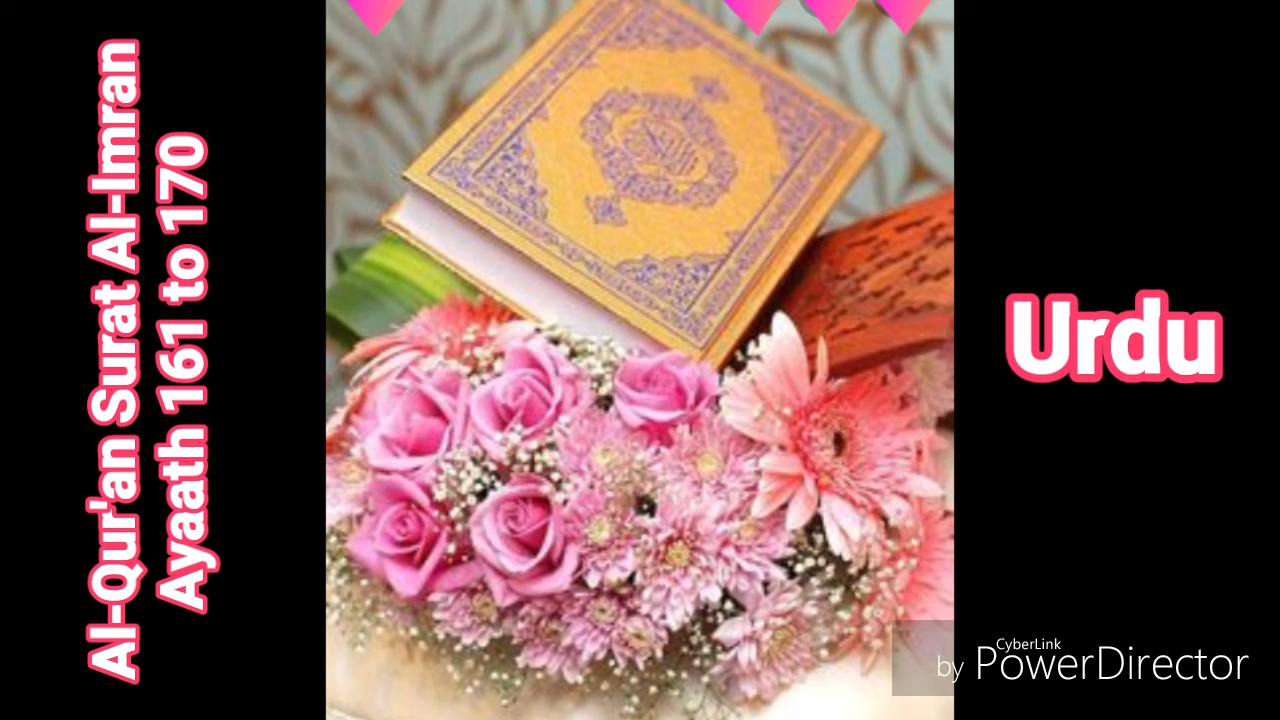 Al-Qur'an Surat Al-Imran
Ayaath 161 to 170
Urdu
CyberLink
by PowerDirector